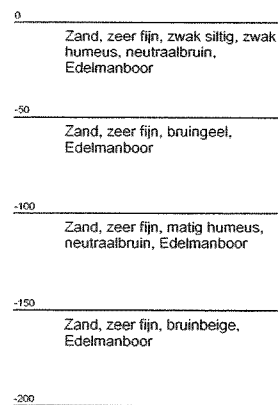 0
Zand, zeer fijn, zwak siltig, zwak
humeus, neutraalbruin,
Edelmanboor
-50
Zand, zeer fijn, bruingeel,
Edelmanboor
-100
Zand, zeer fijn, matig humeus,
neutraalbruin, Edelmanboor
-150
Zand, zeer fijn, bruinbeige,
Edelmanboor
-200